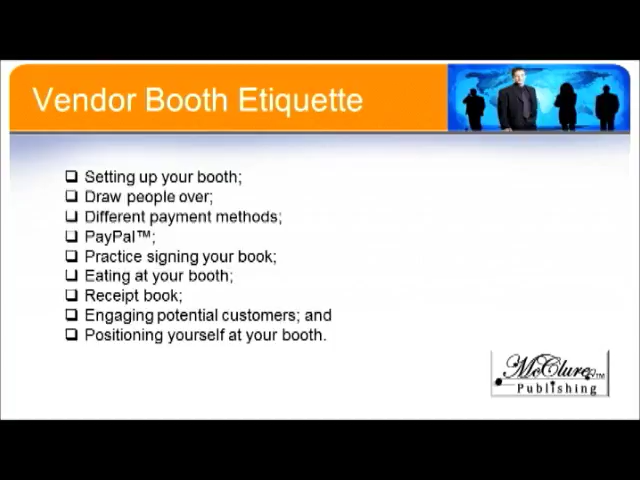 Vendor Booth Etiquette
Setting up your booth;
Draw people over;
Different payment methods;
PayPal™;
Practice signing your book;
Eating at your booth;
Receipt book;
Engaging potential customers; and
Positioning yourself at your booth.
McClure™
Publishing